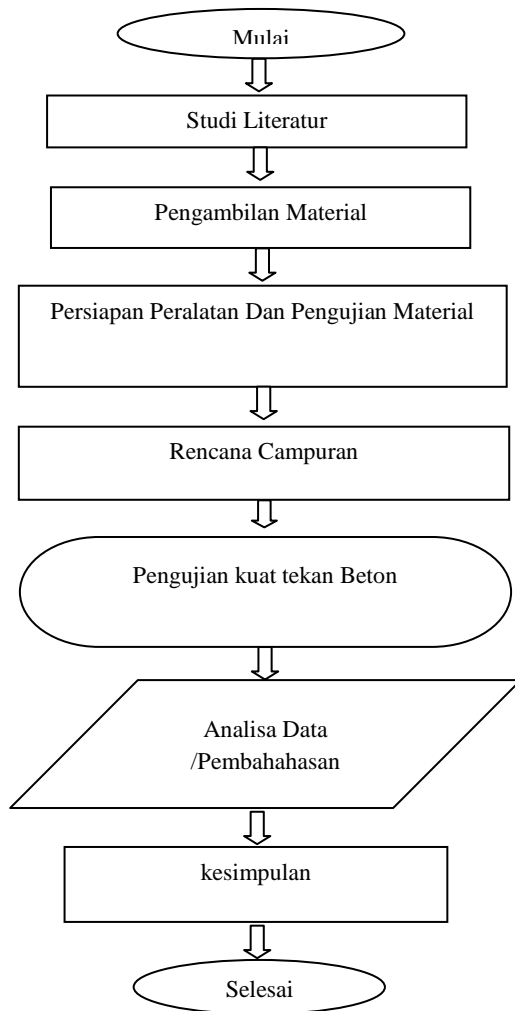 Mulai
Studi Literatur
Pengambilan Material
Persiapan Peralatan Dan Pengujian Material
Rencana Campuran
Pengujian kuat tekan Beton
Analisa Data
/Pembahahasan
kesimpulan
Selesai